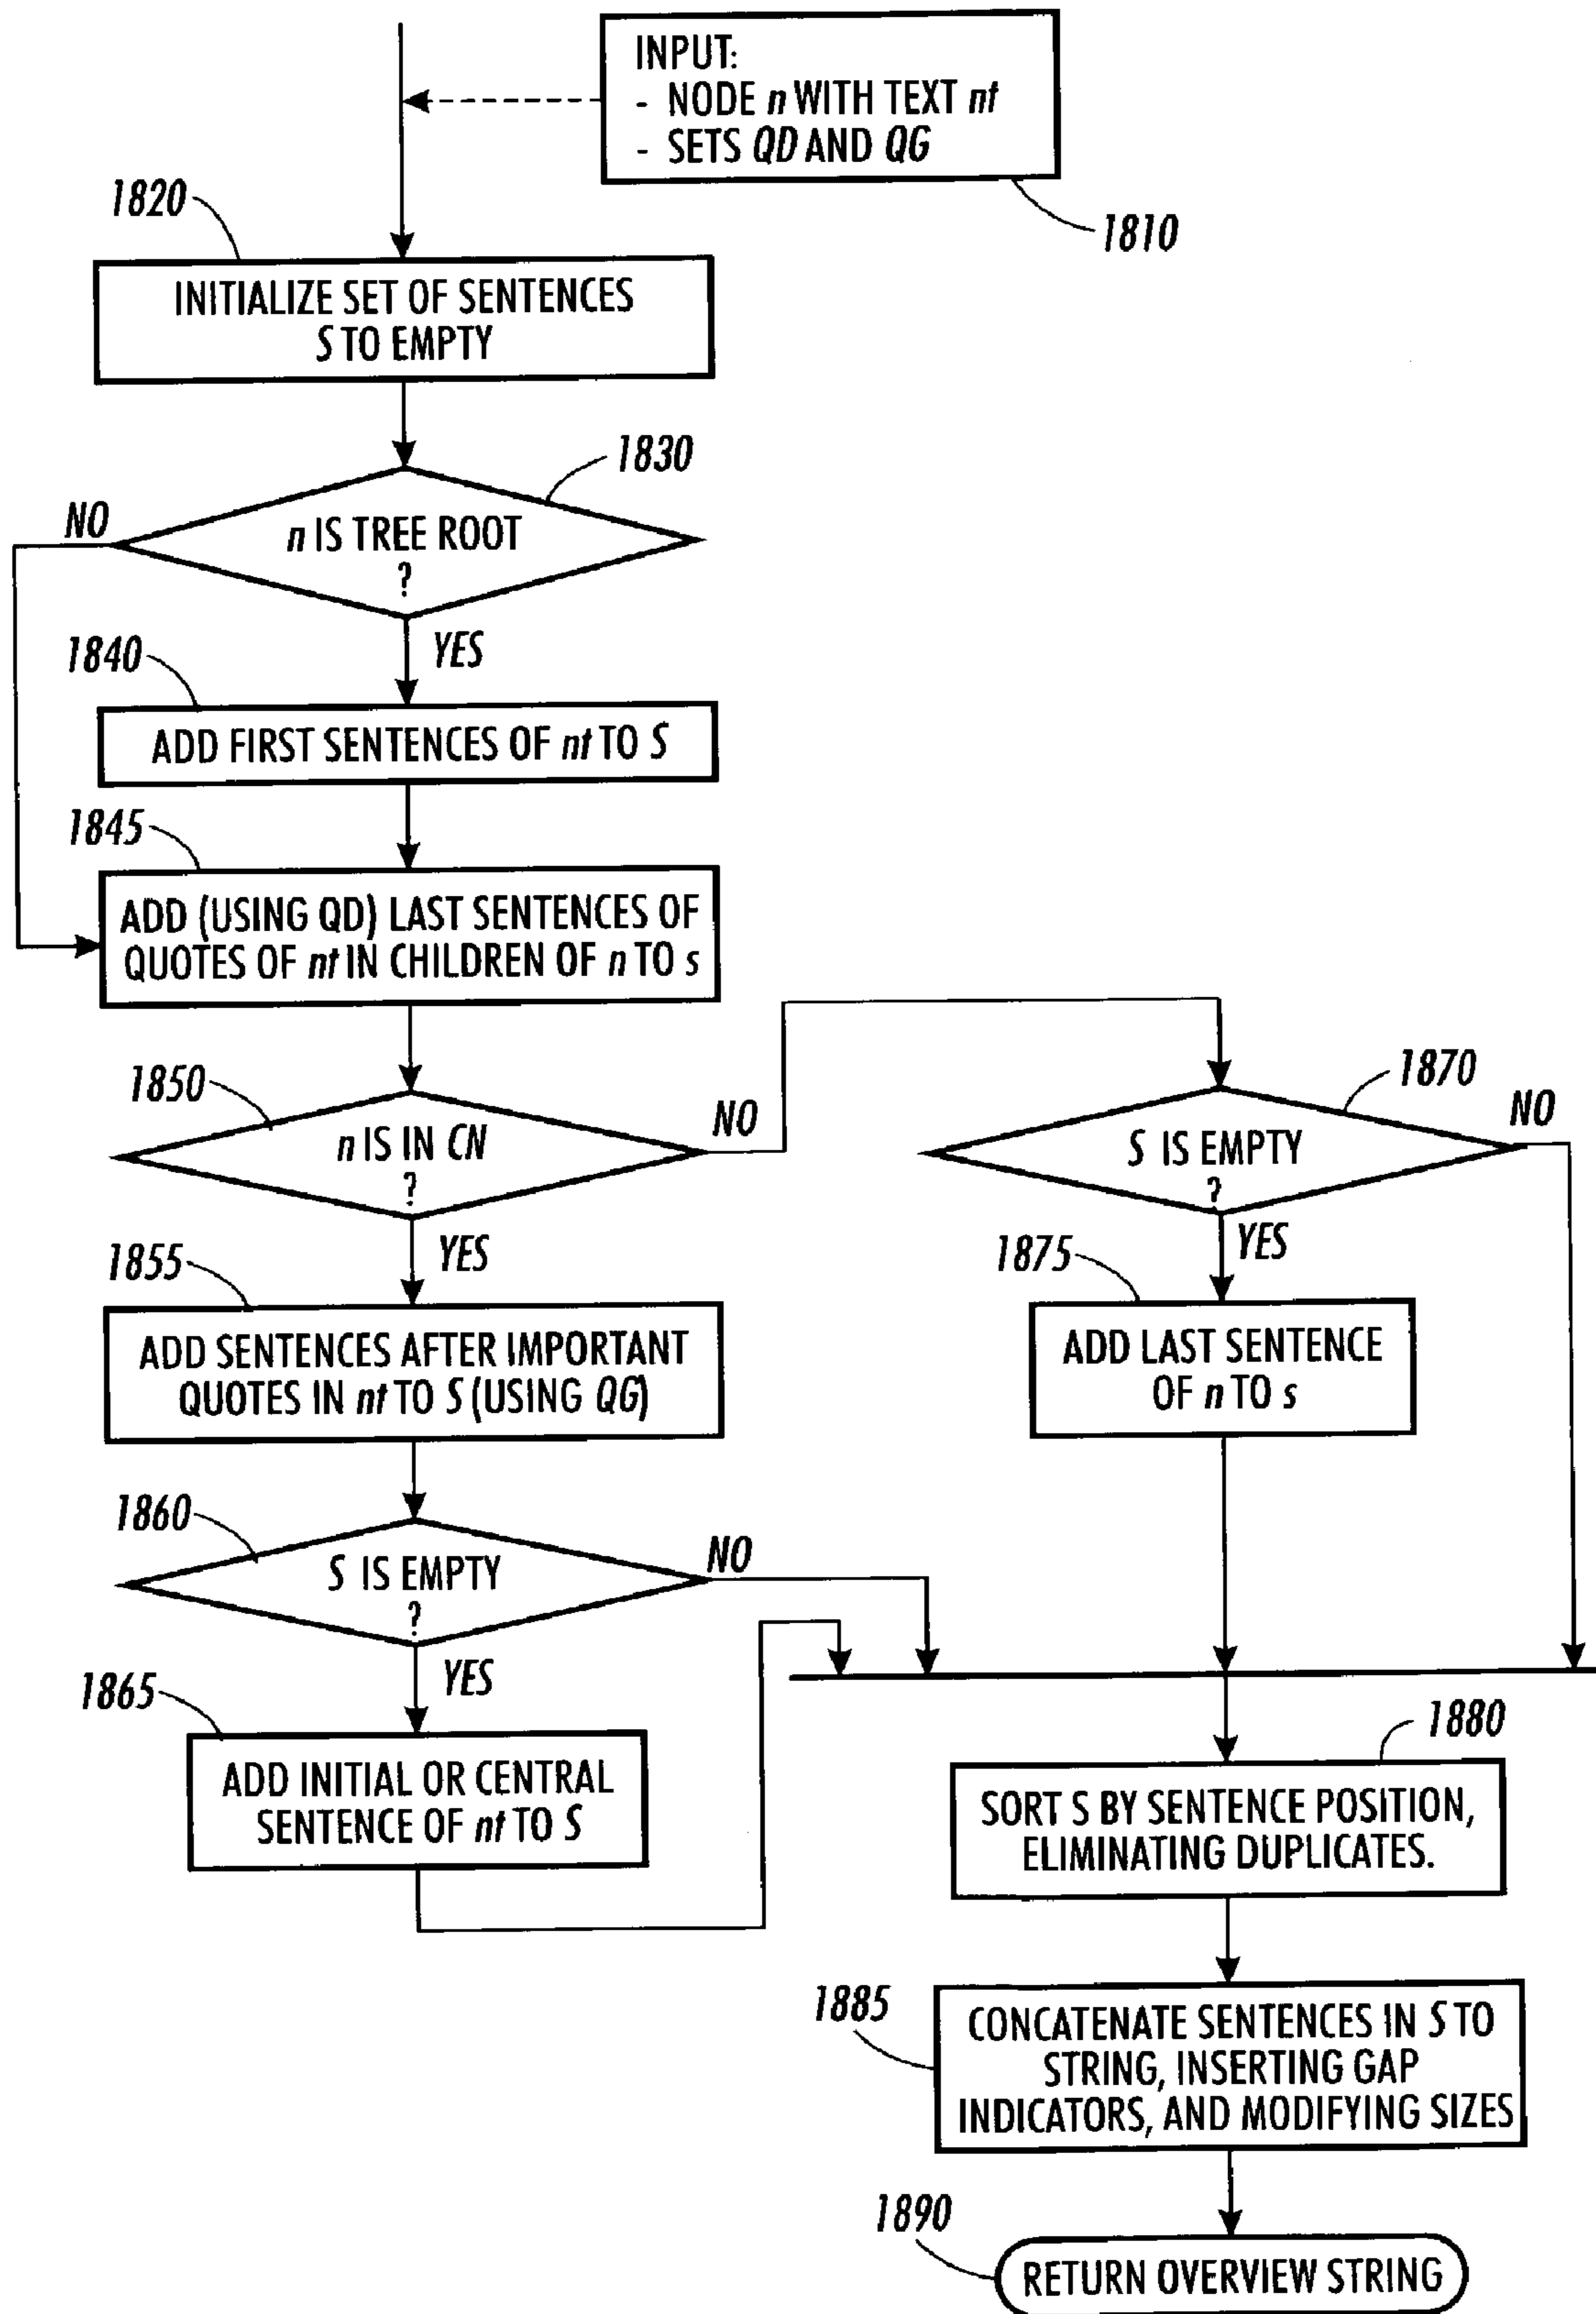 INPUT:
- NODE n WITH TEXT nt
- SETS QD AND QG
1810
1820
INITIALIZE SET OF SENTENCES
S TO EMPTY
1830
n IS TREE ROOT
?
NO
YES
1840
ADD FIRST SENTENCES OF nt TO S
1845
ADD (USING QD) LAST SENTENCES OF
QUOTES OF nt IN CHILDREN OF n TO s
1850
n IS IN CN
?
NO
YES
1870
S IS EMPTY
?
NO
YES
1855
ADD SENTENCES AFTER IMPORTANT
QUOTES IN nt TO S (USING QG)
1875
ADD LAST SENTENCE
OF n TO s
1860
S IS EMPTY
?
NO
YES
1865
ADD INITIAL OR CENTRAL
SENTENCE OF nt TO S
1880
SORT S BY SENTENCE POSITION,
ELIMINATING DUPLICATES.
1885
CONCATENATE SENTENCES IN S TO
STRING, INSERTING GAP
INDICATORS, AND MODIFYING SIZES
1890
RETURN OVERVIEW STRING